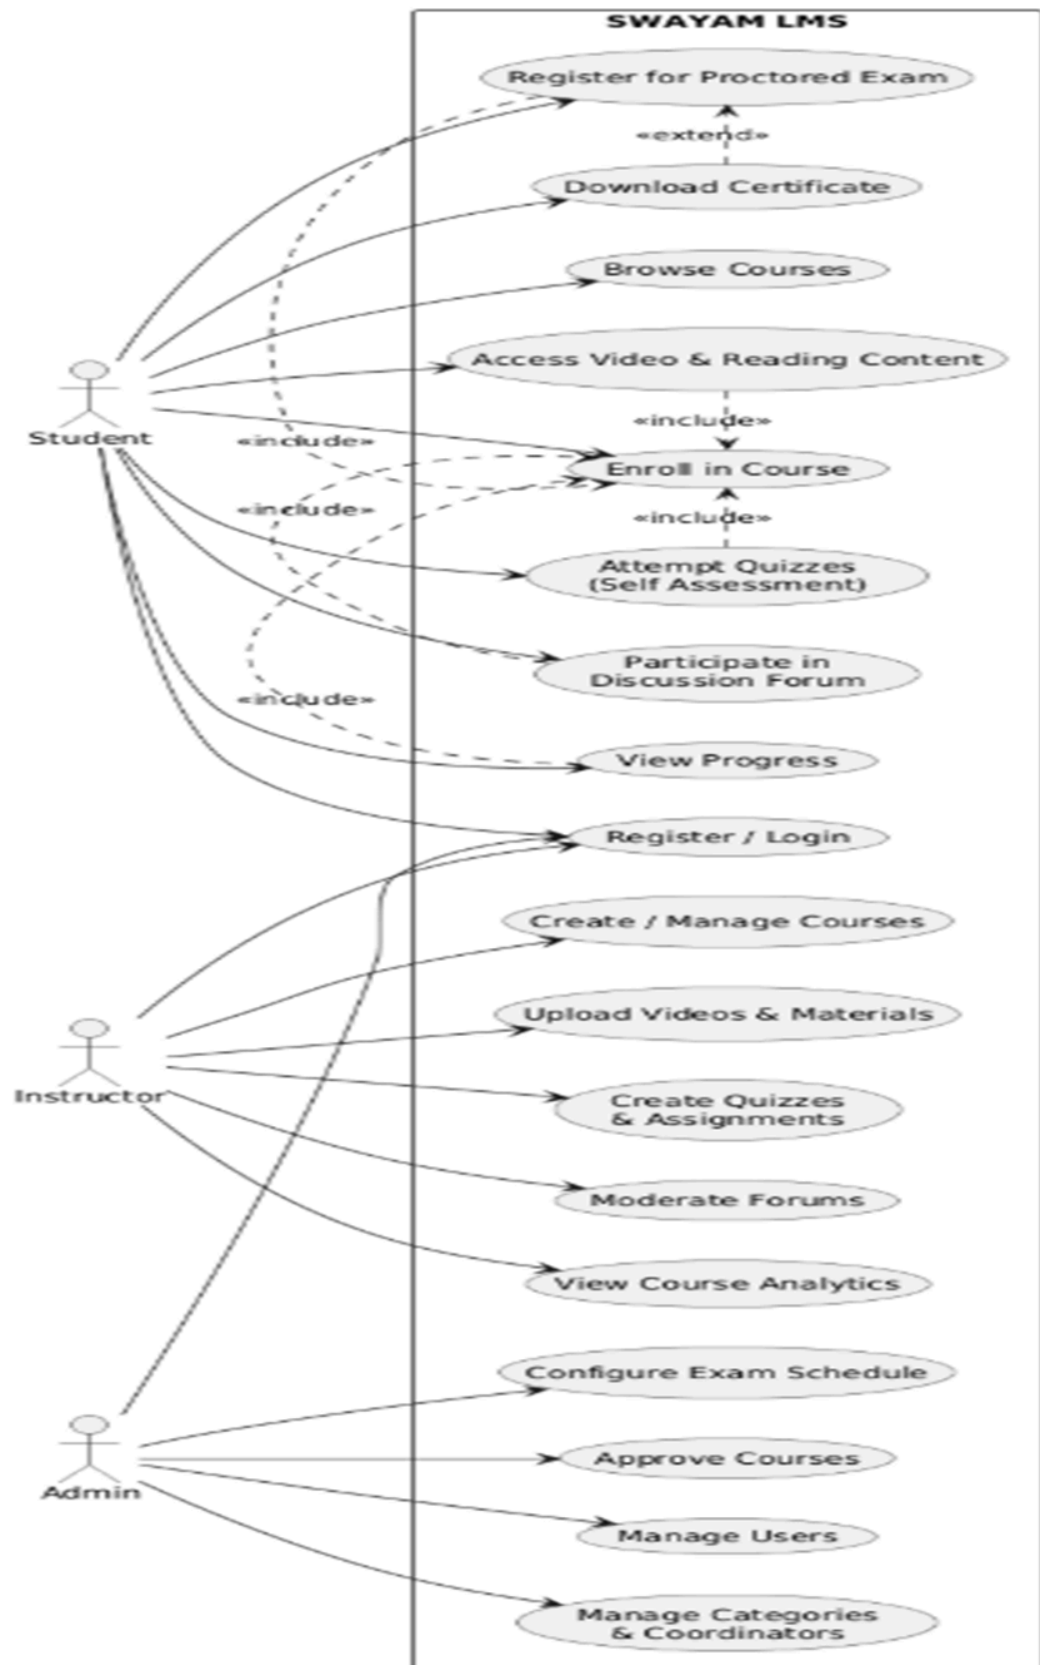 SWAYAM LMS
Register for Proctored Exam
«extend»
Download Certificate
Browse Courses
Access Video & Reading Content
Student
«include»
«include»
Enroll in Course
«include»
«include»
Attempt Quizzes
(Self Assessment)
Participate in
Discussion Forum
«include»
View Progress
Register / Login
Create / Manage Courses
Upload Videos & Materials
Instructor
Create Quizzes
& Assignments
Moderate Forums
View Course Analytics
Configure Exam Schedule
Approve Courses
Admin
Manage Users
Manage Categories
& Coordinators